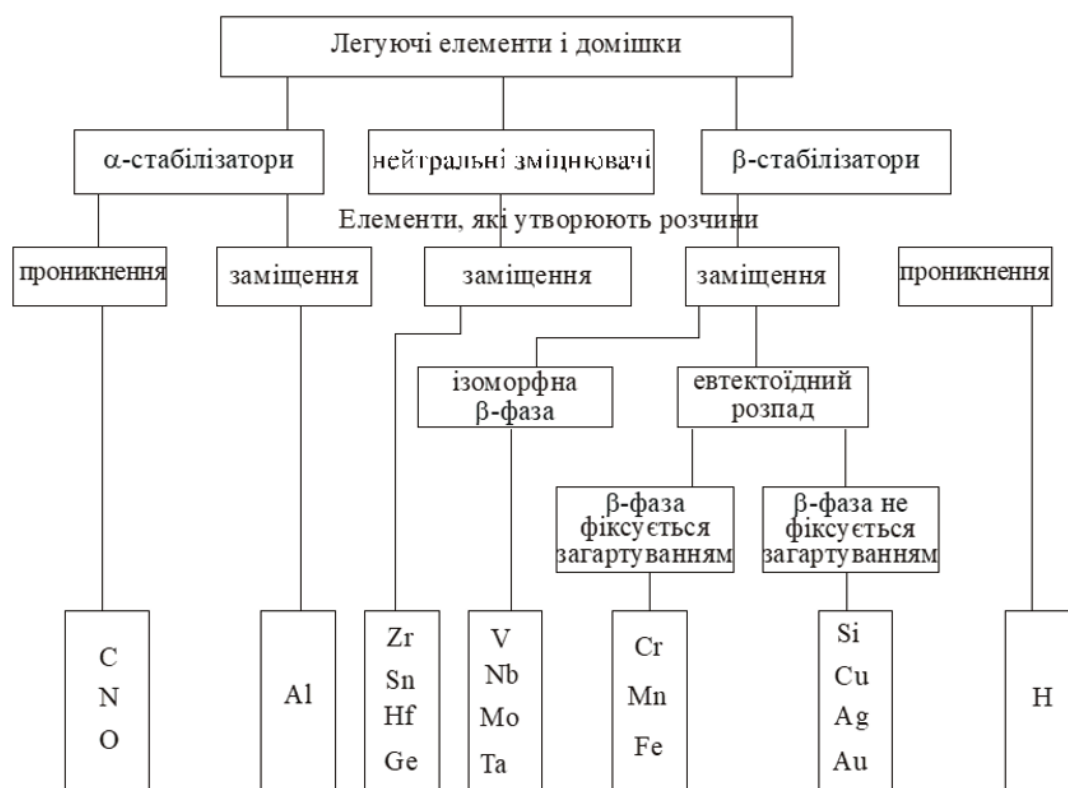 Легуючі елементи і домішки
α-стабілізатори
нейтральні зміцнювачі
β-стабілізатори
Елементи, які утворюють розчини
проникнення
заміщення
заміщення
заміщення
проникнення
ізоморфна
β-фаза
евтектоїдний
розпад
β-фаза
фіксується
загартуванням
β-фаза не
фіксується
загартуванням
C
N
O
Al
Zr
Sn
Hf
Ge
V
Nb
Mo
Ta
Cr
Mn
Fe
Si
Cu
Ag
Au
H